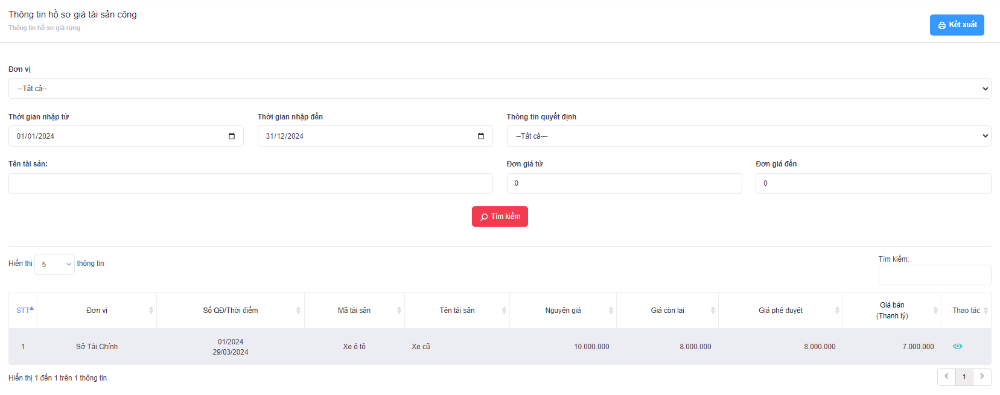 Thông tin hồ sơ giá tài sản công
Thông tin hồ sơ giá rừng
Kết xuất
Đơn vị
--Tất cả--
Thời gian nhập từ
Thời gian nhập đến
Thông tin quyết định
01/01/2024
31/12/2024
--Tất cả---
Tên tài sản:
Đơn giá từ
Đơn giá đến
0
0
Tìm kiếm
Hiển thị 5 thông tin
Tìm kiếm:
STT Đơn vị Số QĐ/Thời điểm Mã tài sản Tên tài sản Nguyên giá Giá còn lại Giá phê duyệt Giá bán (Thanh lý) Thao tác
1 Sở Tài Chính 01/2024 29/03/2024 Xe ô tô Xe cũ 10.000.000 8.000.000 8.000.000 7.000.000
Hiển thị 1 đến 1 trên 1 thông tin
1